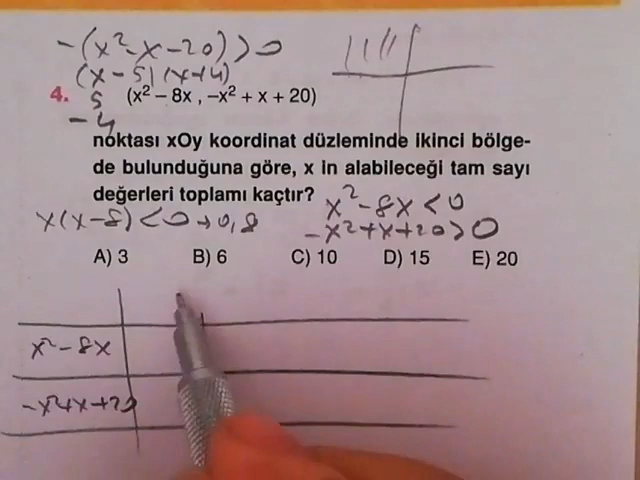 -(x²-x-20)>0
(x-5)(x+4)
5
-4
4. (x² – 8x , –x² + x + 20)
noktası xOy koordinat düzleminde ikinci bölge-
de bulunduğuna göre, x in alabileceği tam sayı
değerleri toplamı kaçtır?
x²-8x<0
x(x-8)<0→0,8
-x²+x+20>0
A) 3 B) 6 C) 10 D) 15 E) 20
x²-8x
-x²+x+20